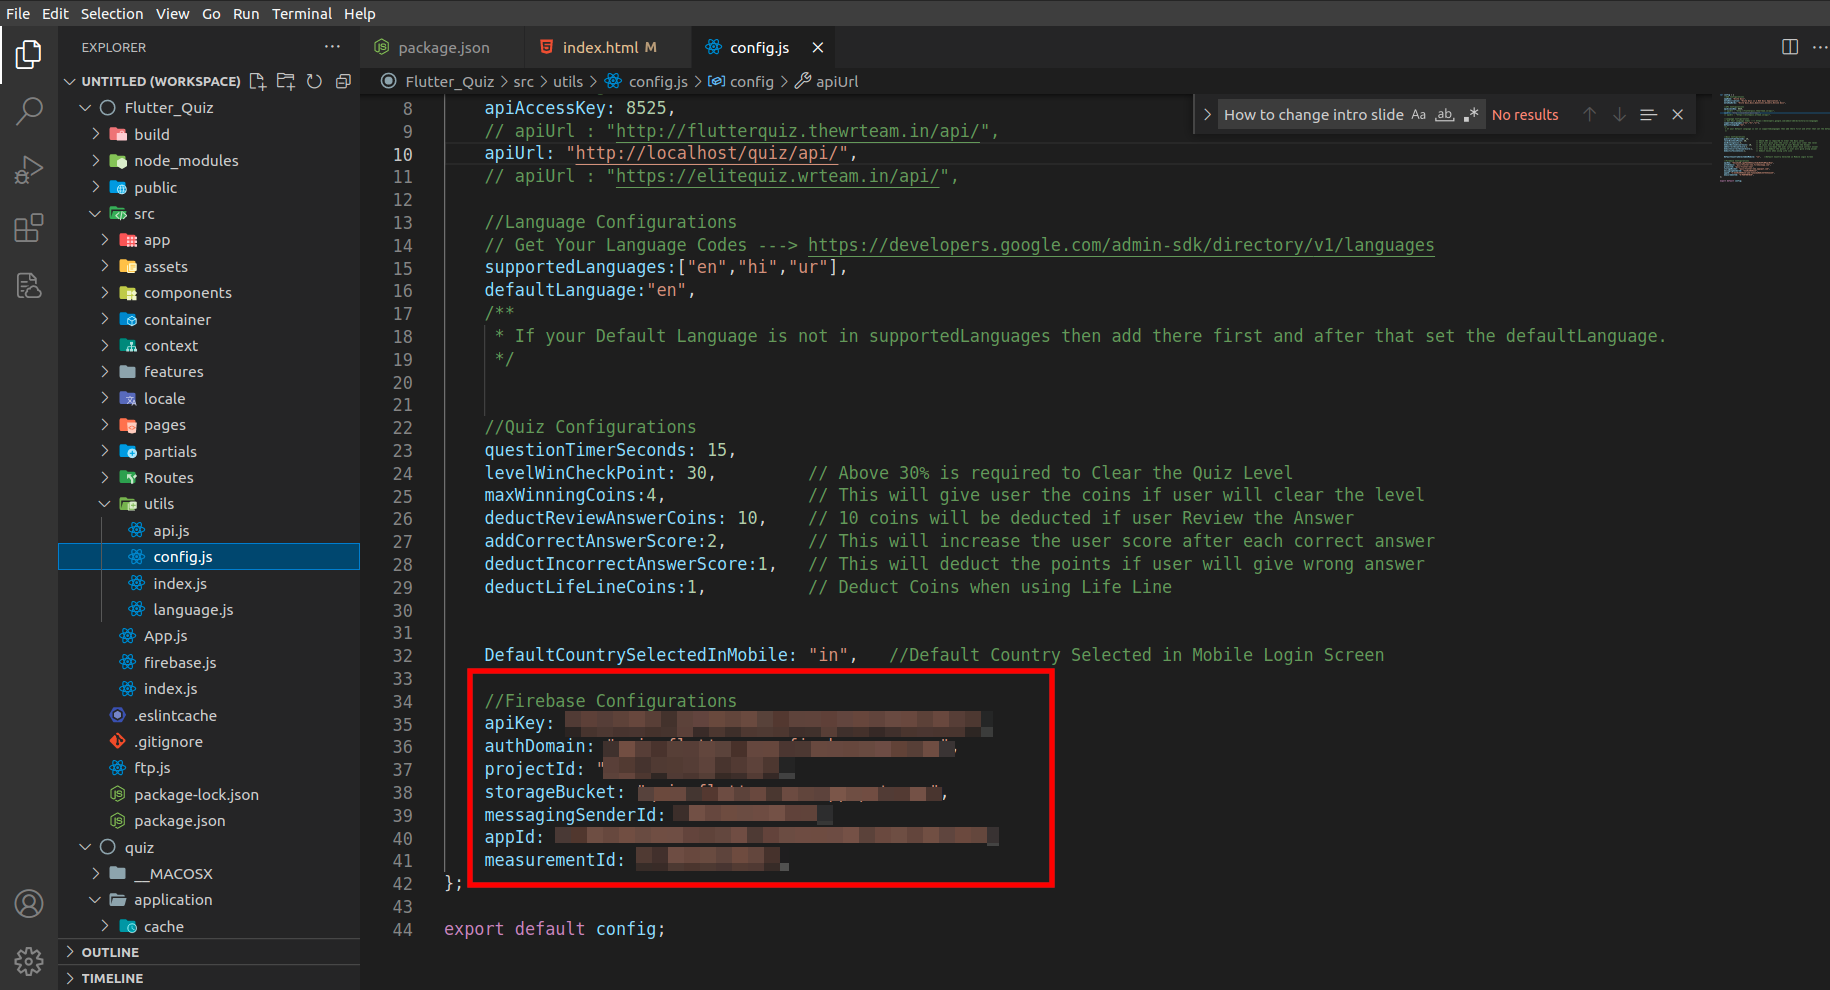 File Edit Selection View Go Run Terminal Help
EXPLORER
package.json
index.html M
config.js
UNTITLED (WORKSPACE)
Flutter_Quiz > src > utils > config.js > config > apiUrl
How to change intro slide Aa ab .* No results
Flutter_Quiz
build
node_modules
public
src
app
assets
components
container
context
features
locale
pages
partials
Routes
utils
api.js
config.js
index.js
language.js
App.js
firebase.js
index.js
.eslintcache
.gitignore
ftp.js
package-lock.json
package.json
quiz
__MACOSX
application
cache
OUTLINE
TIMELINE
8 apiAccessKey: 8525,
9 // apiUrl : "http://flutterquiz.thewrteam.in/api/",
10 apiUrl: "http://localhost/quiz/api/",
11 // apiUrl : "https://elitequiz.wrteam.in/api/",
12
13 //Language Configurations
14 // Get Your Language Codes ---> https://developers.google.com/admin-sdk/directory/v1/languages
15 supportedLanguages:["en","hi","ur"],
16 defaultLanguage:"en",
17 /**
18 * If your Default Language is not in supportedLanguages then add there first and after that set the defaultLanguage.
19 */
20
21
22 //Quiz Configurations
23 questionTimerSeconds: 15,
24 levelWinCheckPoint: 30, // Above 30% is required to Clear the Quiz Level
25 maxWinningCoins:4, // This will give user the coins if user will clear the level
26 deductReviewAnswerCoins: 10, // 10 coins will be deducted if user Review the Answer
27 addCorrectAnswerScore:2, // This will increase the user score after each correct answer
28 deductIncorrectAnswerScore:1, // This will deduct the points if user will give wrong answer
29 deductLifeLineCoins:1, // Deduct Coins when using Life Line
30
31
32 DefaultCountrySelectedInMobile: "in", //Default Country Selected in Mobile Login Screen
33
34 //Firebase Configurations
35 apiKey:
36 authDomain:
37 projectId: "
38 storageBucket:
39 messagingSenderId:
40 appId:
41 measurementId:
42 };
43
44 export default config;